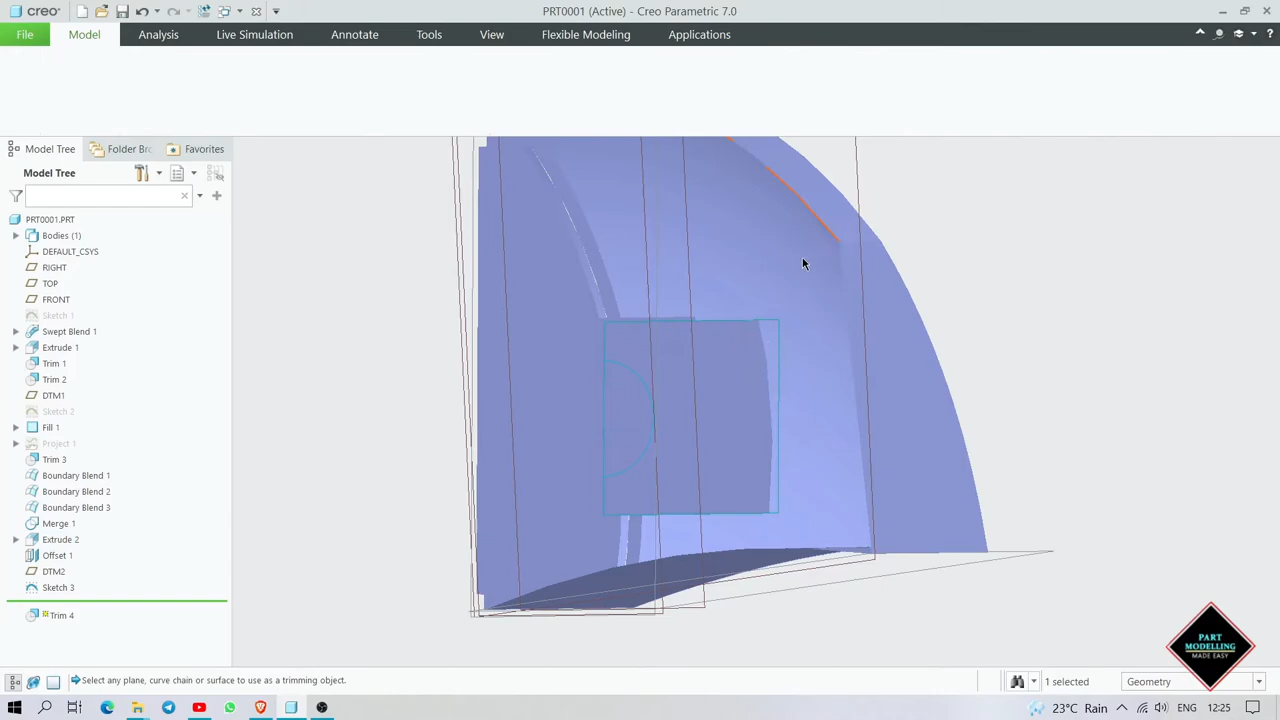 creo
PRT0001 (Active) - Creo Parametric 7.0
File Model Analysis Live Simulation Annotate Tools View Flexible Modeling Applications
Model Tree Folder Bro Favorites
Model Tree
PRT0001.PRT
Bodies (1)
DEFAULT_CSYS
RIGHT
TOP
FRONT
Sketch 1
Swept Blend 1
Extrude 1
Trim 1
Trim 2
DTM1
Sketch 2
Fill 1
Project 1
Trim 3
Boundary Blend 1
Boundary Blend 2
Boundary Blend 3
Merge 1
Extrude 2
Offset 1
DTM2
Sketch 3
Trim 4
PART
MODELLING
MADE EASY
Select any plane, curve chain or surface to use as a trimming object.
1 selected
Geometry
23°C Rain
ENG
12:25